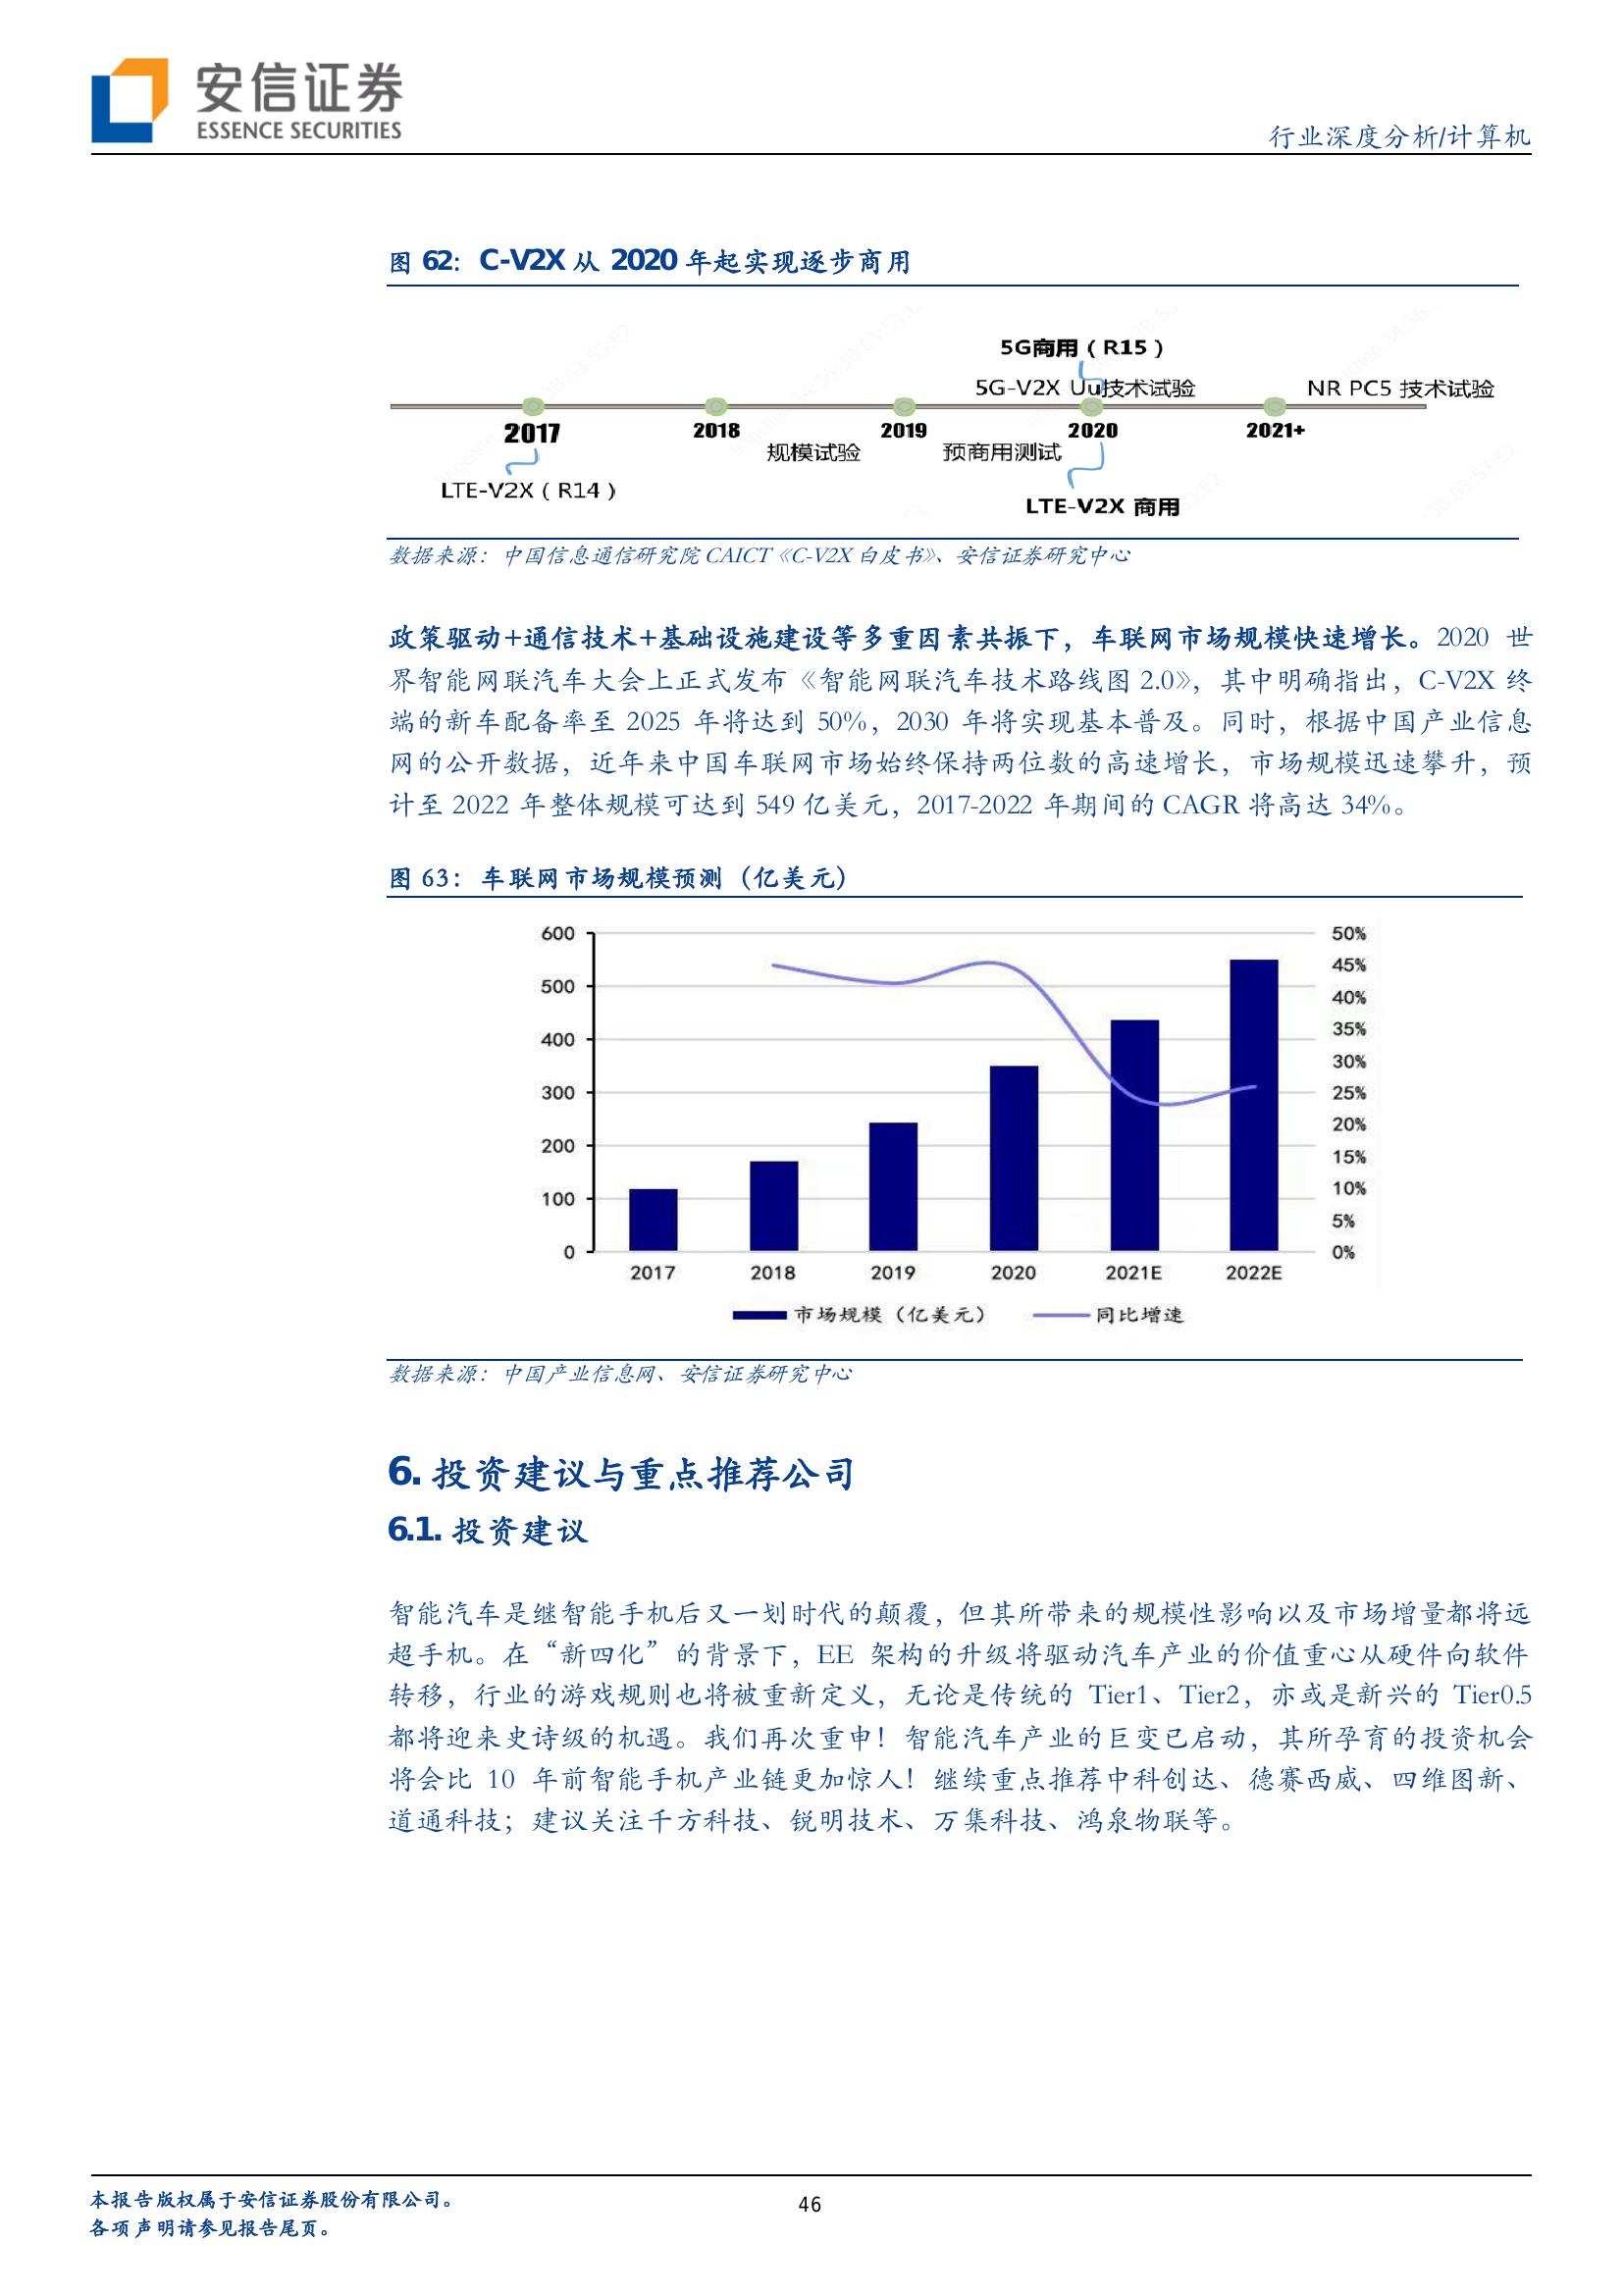 安信证券
ESSENCE SECURITIES
行业深度分析/计算机
图 62：C-V2X 从 2020 年起实现逐步商用
5G商用（R15）
5G-V2X Uu技术试验
NR PC5 技术试验
2017
2018
2019
2020
2021+
规模试验
预商用测试
LTE-V2X（R14）
LTE-V2X 商用
数据来源：中国信息通信研究院 CAICT《C-V2X 白皮书》、安信证券研究中心
政策驱动+通信技术+基础设施建设等多重因素共振下，车联网市场规模快速增长。2020 世
界智能网联汽车大会上正式发布《智能网联汽车技术路线图 2.0》，其中明确指出，C-V2X 终
端的新车配备率至 2025 年将达到 50%，2030 年将实现基本普及。同时，根据中国产业信息
网的公开数据，近年来中国车联网市场始终保持两位数的高速增长，市场规模迅速攀升，预
计至 2022 年整体规模可达到 549 亿美元，2017-2022 年期间的 CAGR 将高达 34%。
图 63：车联网市场规模预测（亿美元）
600
500
400
300
200
100
0
50%
45%
40%
35%
30%
25%
20%
15%
10%
5%
0%
2017
2018
2019
2020
2021E
2022E
市场规模（亿美元）
同比增速
数据来源：中国产业信息网、安信证券研究中心
6. 投资建议与重点推荐公司
6.1. 投资建议
智能汽车是继智能手机后又一划时代的颠覆，但其所带来的规模性影响以及市场增量都将远
超手机。在“新四化”的背景下，EE 架构的升级将驱动汽车产业的价值重心从硬件向软件
转移，行业的游戏规则也将被重新定义，无论是传统的 Tier1、Tier2，亦或是新兴的 Tier0.5
都将迎来史诗级的机遇。我们再次重申！智能汽车产业的巨变已启动，其所孕育的投资机会
将会比 10 年前智能手机产业链更加惊人！继续重点推荐中科创达、德赛西威、四维图新、
道通科技；建议关注千方科技、锐明技术、万集科技、鸿泉物联等。
本报告版权属于安信证券股份有限公司。
各项声明请参见报告尾页。
46